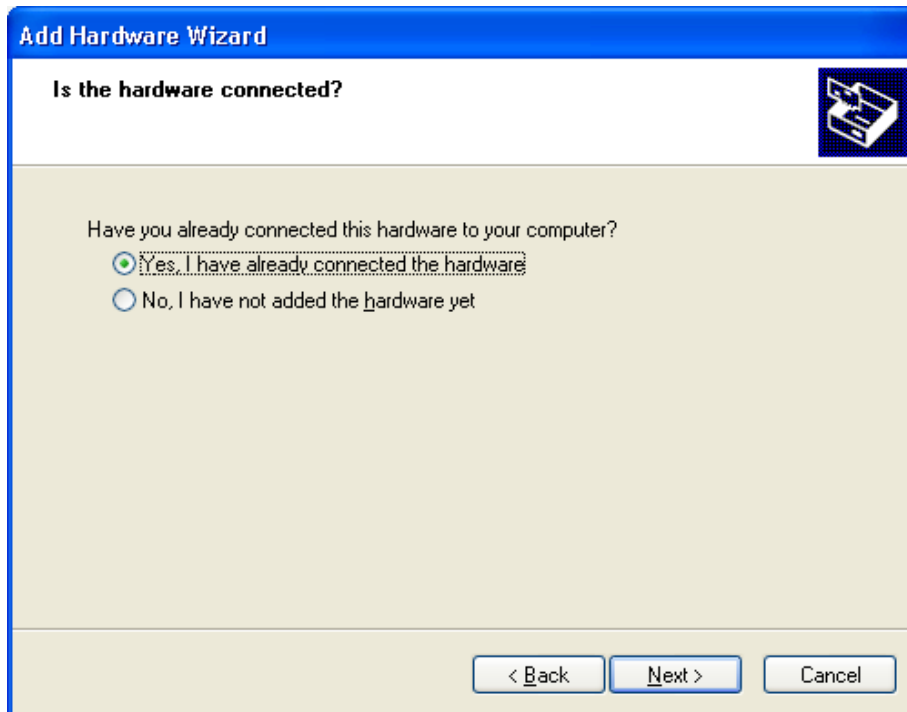 Add Hardware Wizard
Is the hardware connected?
Have you already connected this hardware to your computer?
Yes, I have already connected the hardware
No, I have not added the hardware yet
< Back Next > Cancel